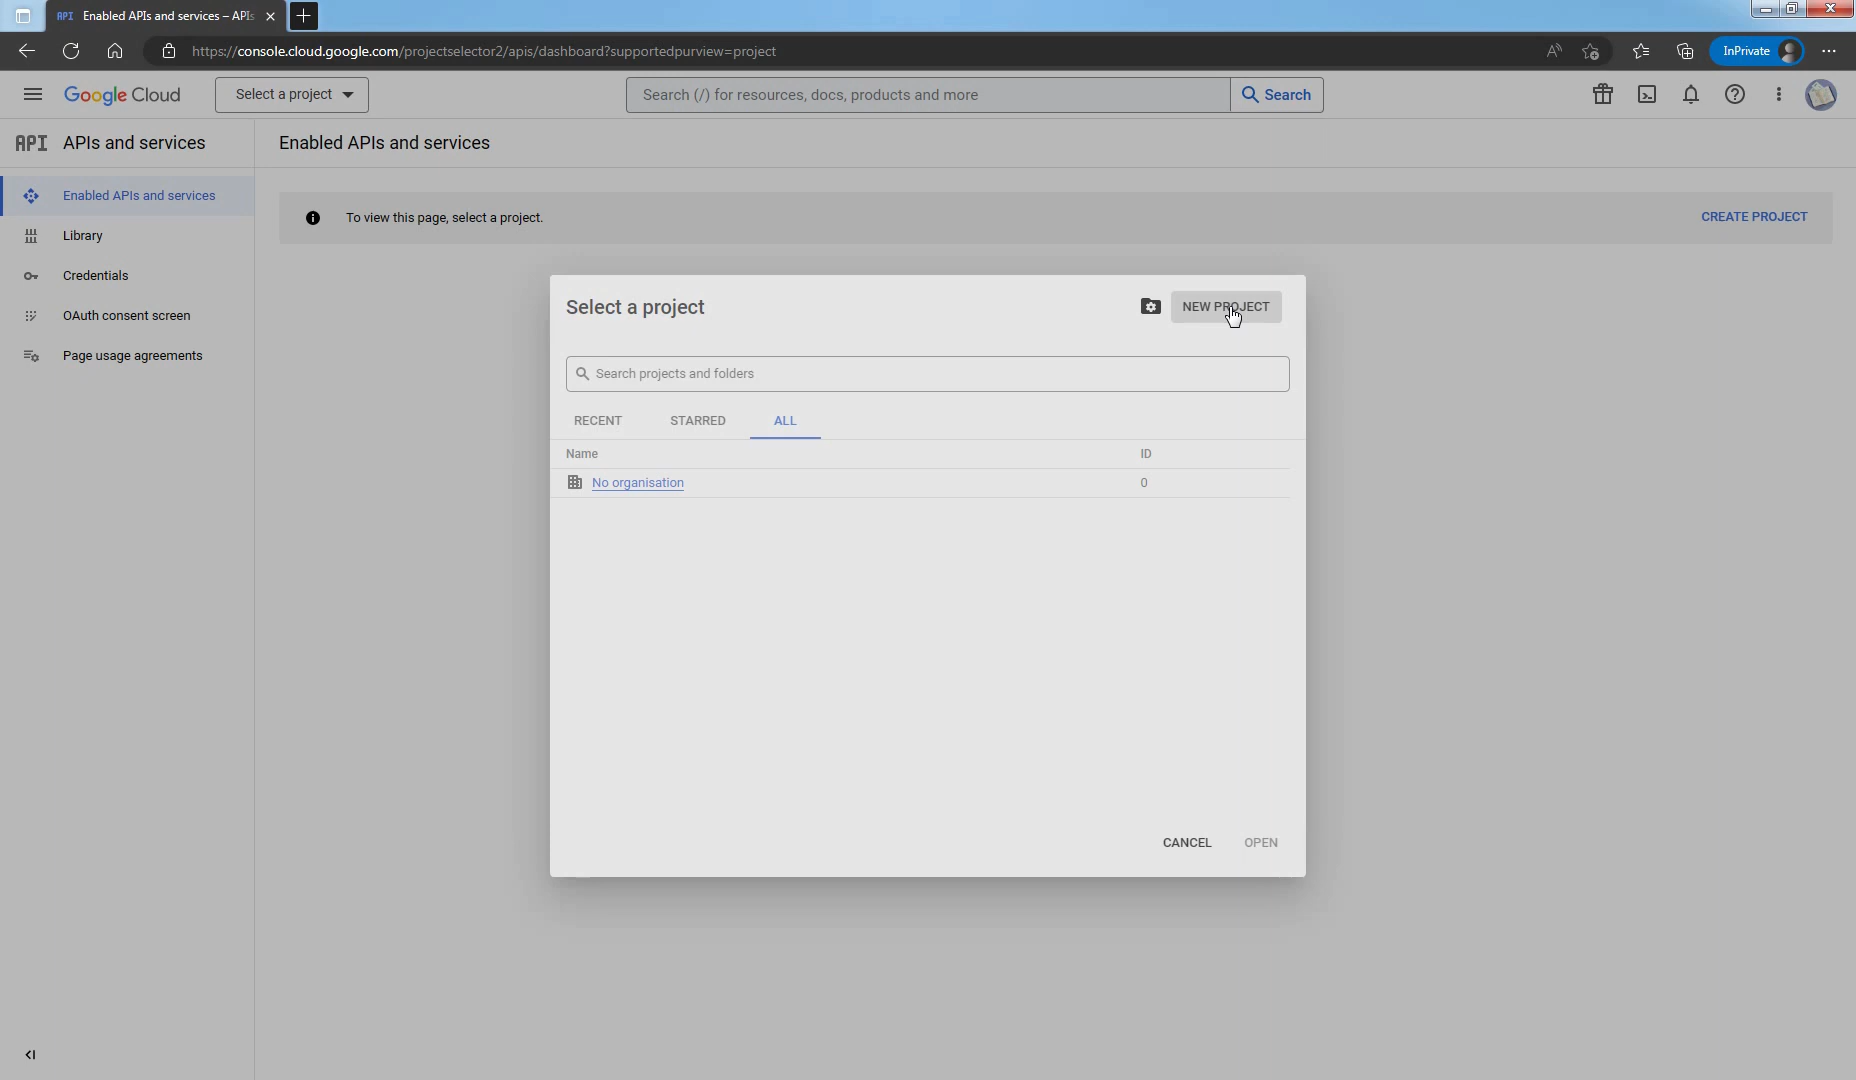 API Enabled APIs and services – APIs
https://console.cloud.google.com/projectselector2/apis/dashboard?supportedpurview=project
InPrivate
Google Cloud
Select a project
Search (/) for resources, docs, products and more
Search
API APIs and services
Enabled APIs and services
Enabled APIs and services
Library
Credentials
OAuth consent screen
Page usage agreements
To view this page, select a project.
CREATE PROJECT
Select a project
NEW PROJECT
Search projects and folders
RECENT STARRED ALL
Name ID
No organisation 0
CANCEL OPEN